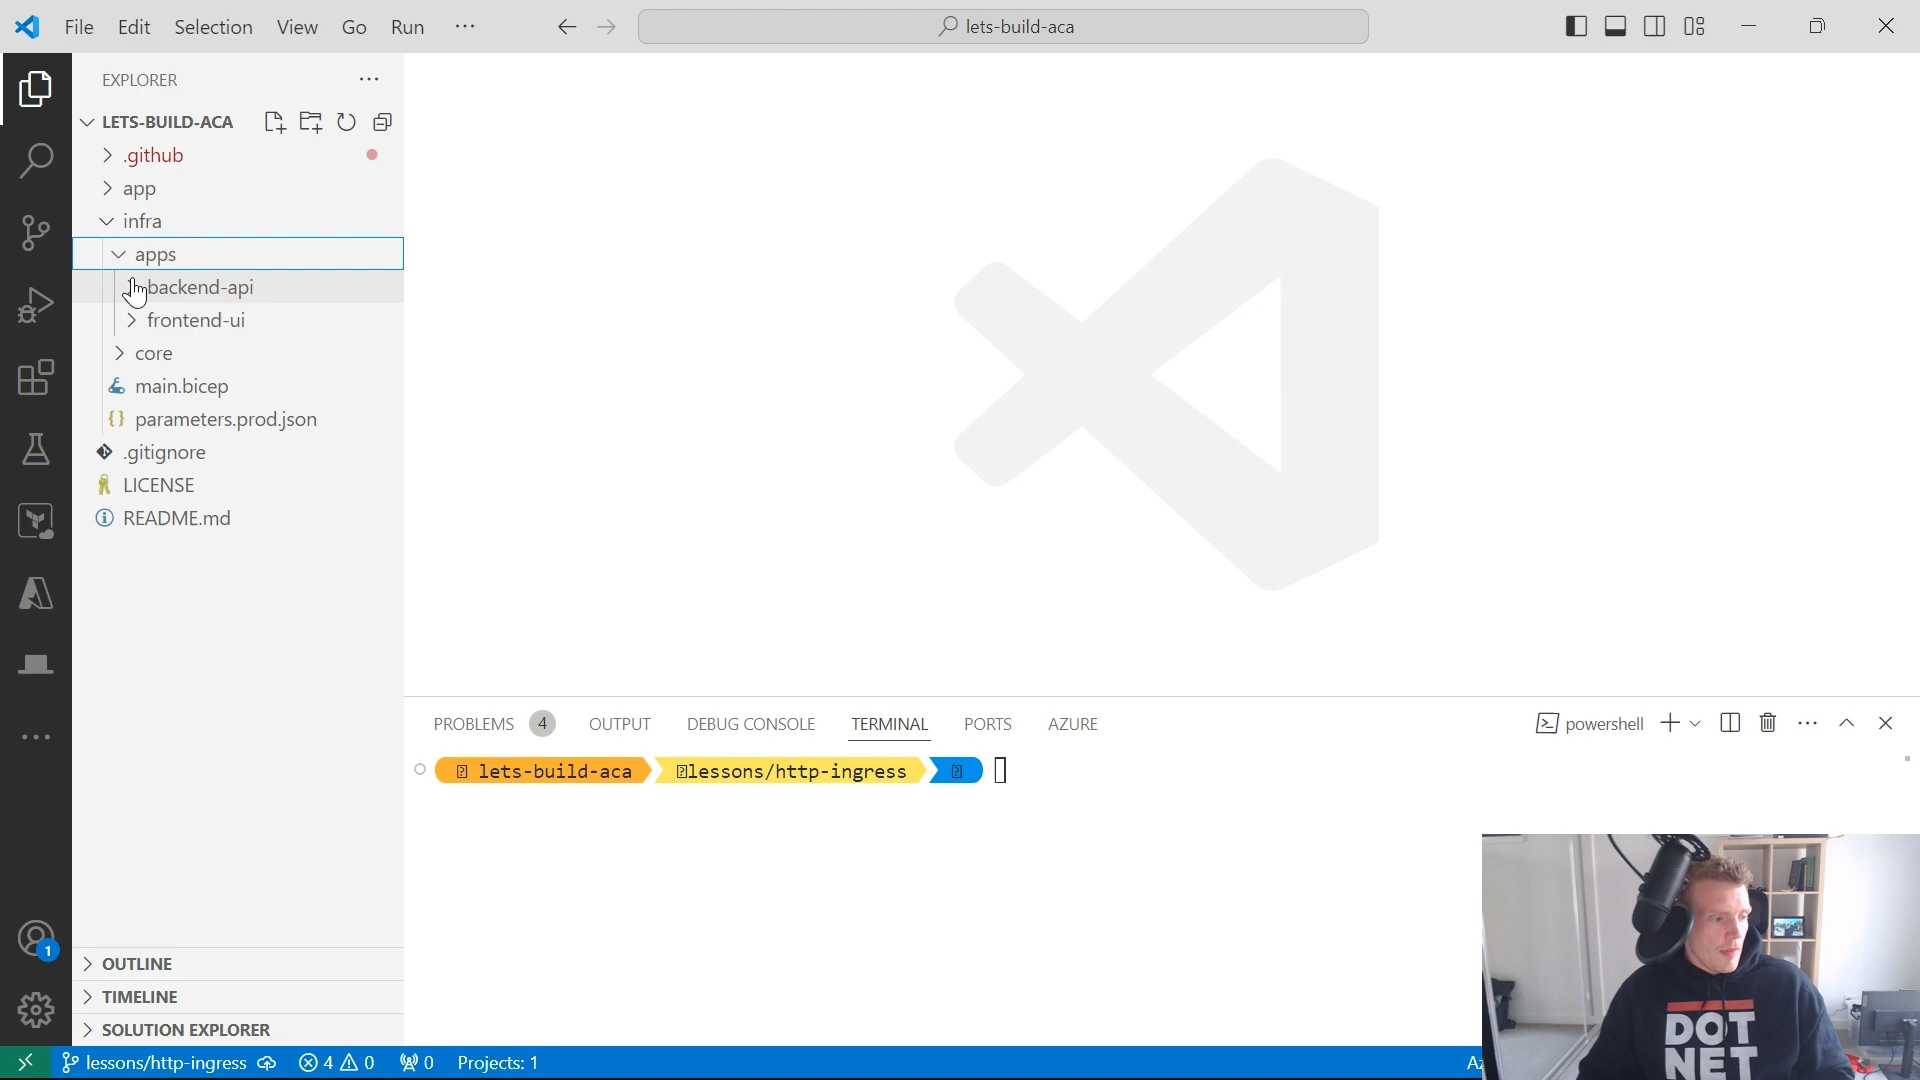 File Edit Selection View Go Run ··· lets-build-aca
EXPLORER
LETS-BUILD-ACA
.github
app
infra
apps
backend-api
frontend-ui
core
main.bicep
parameters.prod.json
.gitignore
LICENSE
README.md
PROBLEMS 4 OUTPUT DEBUG CONSOLE TERMINAL PORTS AZURE powershell
lets-build-aca lessons/http-ingress
1
OUTLINE
TIMELINE
SOLUTION EXPLORER
DOT
NET
lessons/http-ingress 4 0 0 Projects: 1